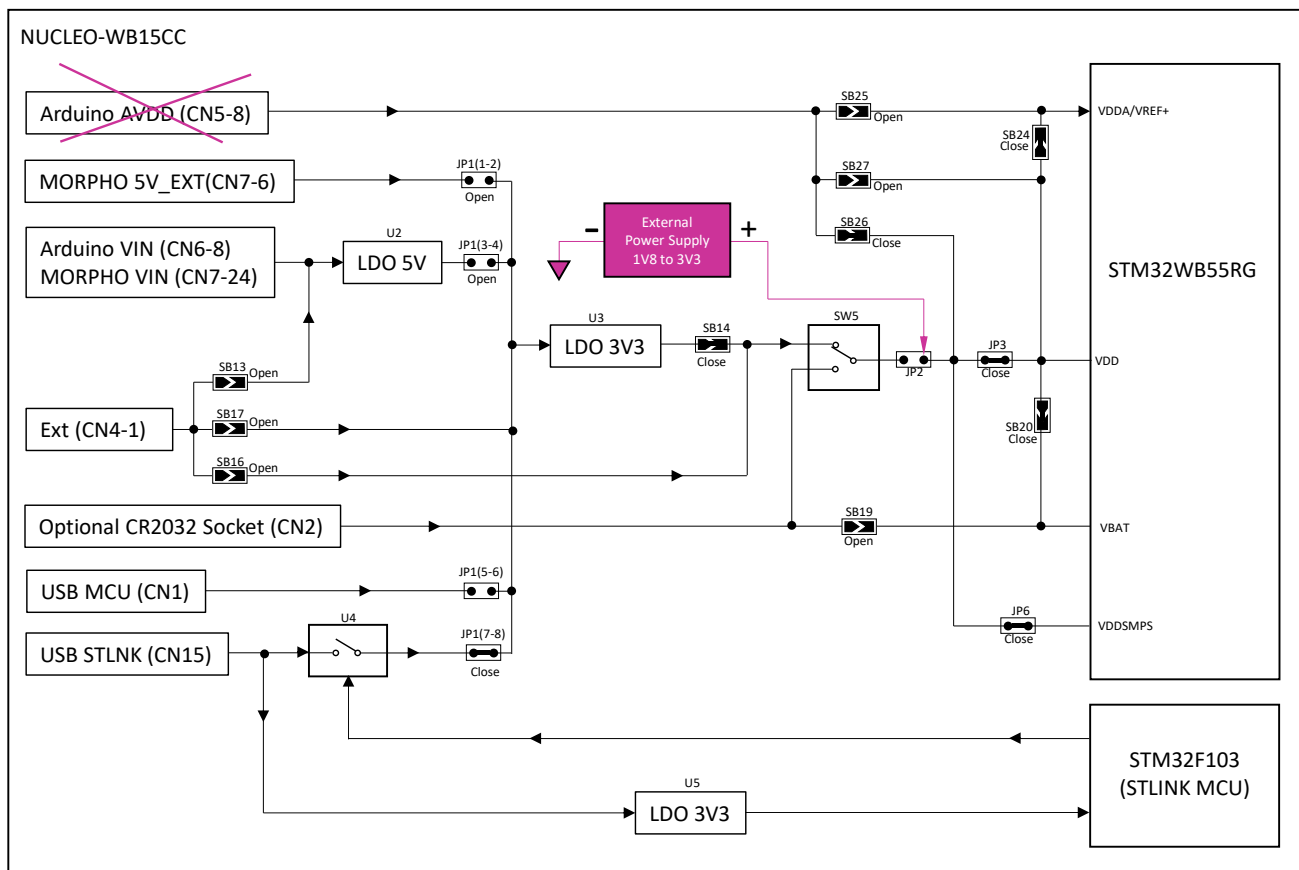 NUCLEO-WB15CC
Arduino AVDD (CN5-8)
SB25
Open
VDDA/VREF+
SB24
Close
MORPHO 5V_EXT(CN7-6)
JP1(1-2)
Open
SB27
Open
External
Power Supply
1V8 to 3V3
-
+
SB26
Close
Arduino VIN (CN6-8)
MORPHO VIN (CN7-24)
U2
LDO 5V
JP1(3-4)
Open
STM32WB55RG
U3
LDO 3V3
SB14
Close
SW5
JP2
JP3
Close
VDD
SB13
Open
Ext (CN4-1)
SB17
Open
SB16
Open
SB20
Close
Optional CR2032 Socket (CN2)
SB19
Open
VBAT
USB MCU (CN1)
JP1(5-6)
USB STLNK (CN15)
U4
JP1(7-8)
Close
JP6
Close
VDDSMPS
STM32F103
(STLINK MCU)
U5
LDO 3V3